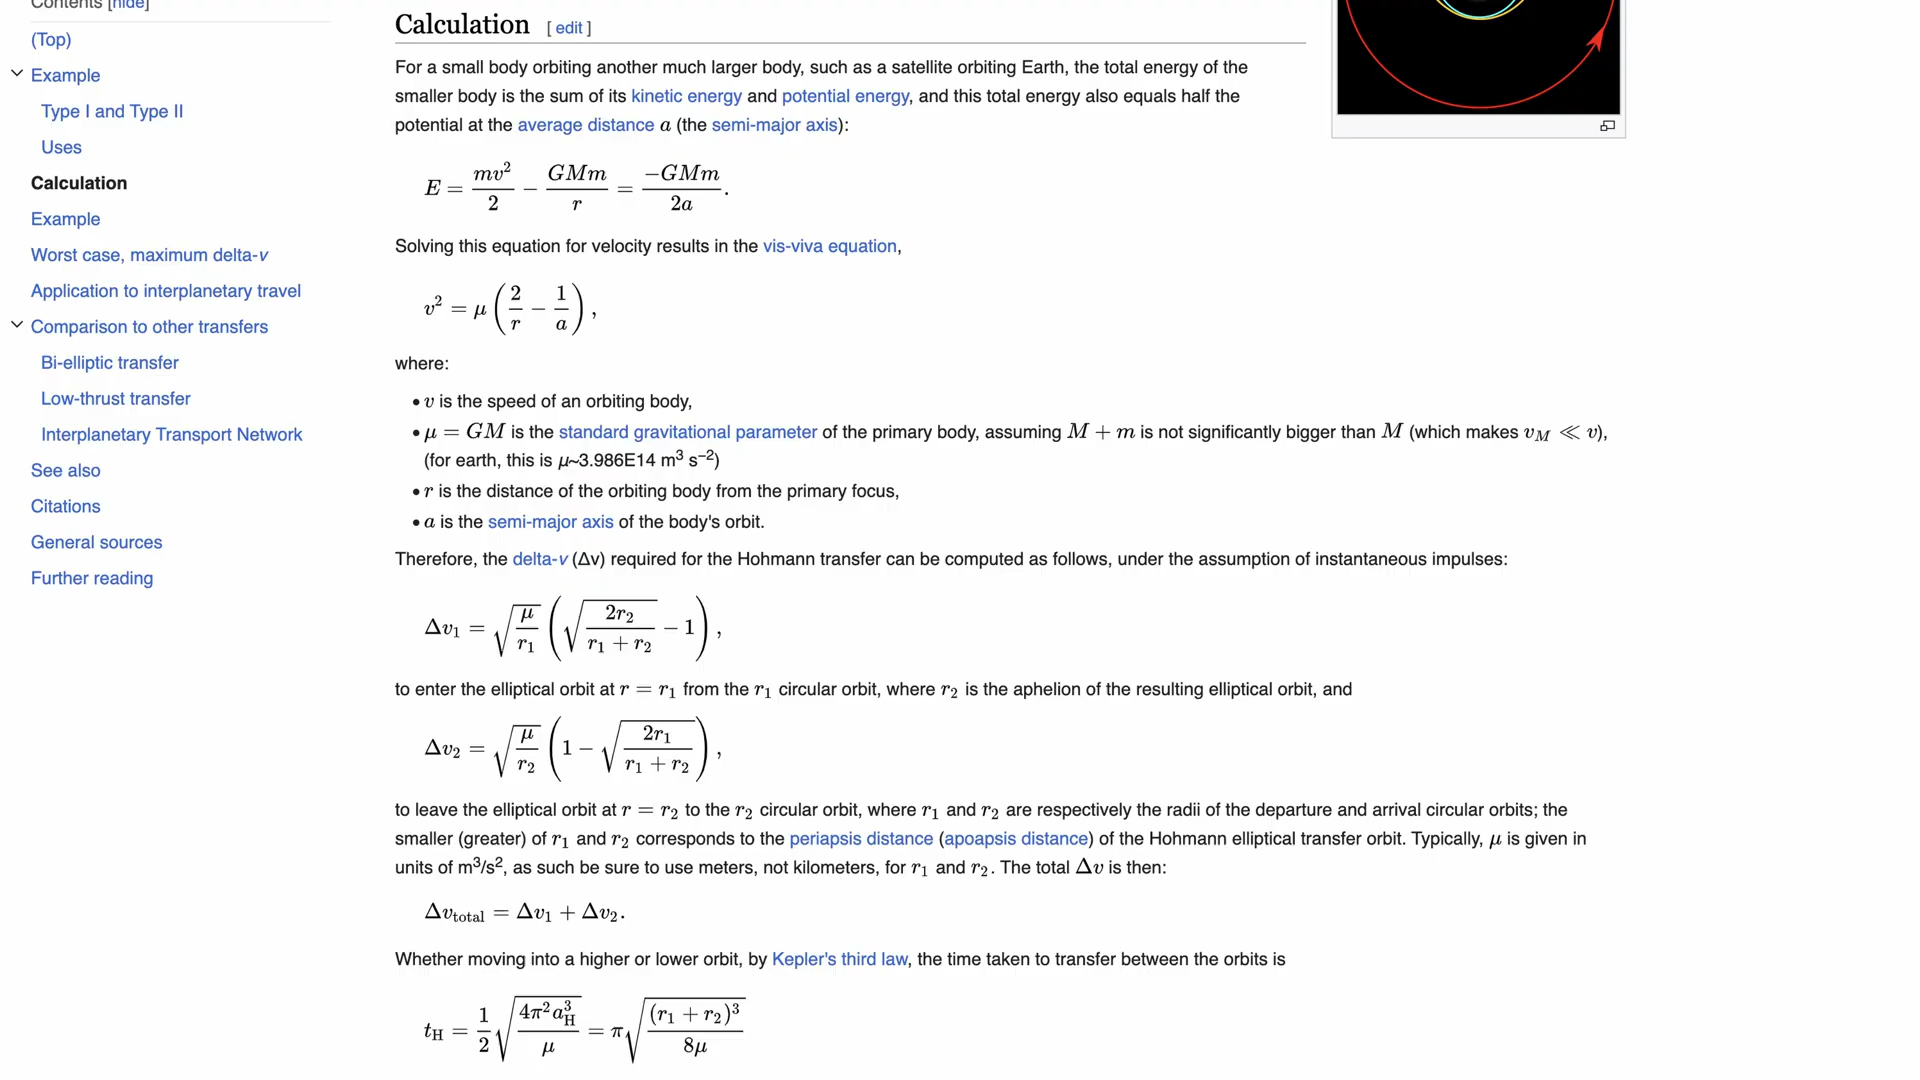 Contents [hide]
(Top)
Example
Type I and Type II
Uses
Calculation
Example
Worst case, maximum delta-v
Application to interplanetary travel
Comparison to other transfers
Bi-elliptic transfer
Low-thrust transfer
Interplanetary Transport Network
See also
Citations
General sources
Further reading
Calculation [ edit ]
For a small body orbiting another much larger body, such as a satellite orbiting Earth, the total energy of the
smaller body is the sum of its kinetic energy and potential energy, and this total energy also equals half the
potential at the average distance a (the semi-major axis):
E = mv²/2 − GMm/r = −GMm/2a.
Solving this equation for velocity results in the vis-viva equation,
v² = μ (2/r − 1/a),
where:
• v is the speed of an orbiting body,
• μ = GM is the standard gravitational parameter of the primary body, assuming M + m is not significantly bigger than M (which makes v_M ≪ v),
(for earth, this is μ~3.986E14 m³ s⁻²)
• r is the distance of the orbiting body from the primary focus,
• a is the semi-major axis of the body's orbit.
Therefore, the delta-v (Δv) required for the Hohmann transfer can be computed as follows, under the assumption of instantaneous impulses:
Δv₁ = √(μ/r₁) (√(2r₂/(r₁ + r₂)) − 1),
to enter the elliptical orbit at r = r₁ from the r₁ circular orbit, where r₂ is the aphelion of the resulting elliptical orbit, and
Δv₂ = √(μ/r₂) (1 − √(2r₁/(r₁ + r₂))),
to leave the elliptical orbit at r = r₂ to the r₂ circular orbit, where r₁ and r₂ are respectively the radii of the departure and arrival circular orbits; the
smaller (greater) of r₁ and r₂ corresponds to the periapsis distance (apoapsis distance) of the Hohmann elliptical transfer orbit. Typically, μ is given in
units of m³/s², as such be sure to use meters, not kilometers, for r₁ and r₂. The total Δv is then:
Δv_total = Δv₁ + Δv₂.
Whether moving into a higher or lower orbit, by Kepler's third law, the time taken to transfer between the orbits is
t_H = 1/2 √(4π²a_H³/μ) = π√((r₁ + r₂)³/8μ)